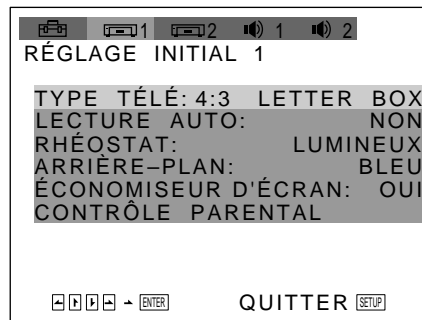 1 2 1 2
RÉGLAGE INITIAL 1
TYPE TÉLÉ: 4:3 LETTER BOX
LECTURE AUTO: NON
RHÉOSTAT: LUMINEUX
ARRIÈRE–PLAN: BLEU
ÉCONOMISEUR D'ÉCRAN: OUI
CONTRÔLE PARENTAL
ENTER QUITTER SETUP